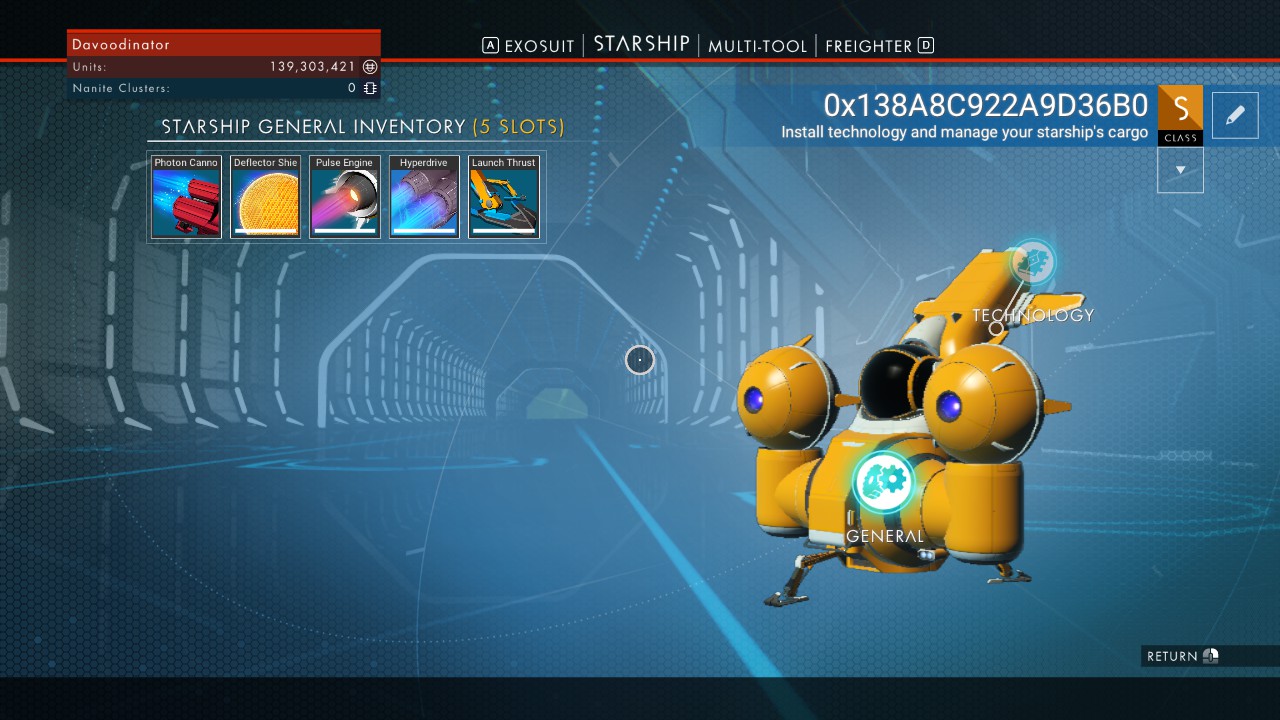 Davoodinator
Units: 139,303,421
Nanite Clusters: 0
A EXOSUIT STARSHIP MULTI-TOOL FREIGHTER D
0x138A8C922A9D36B0
Install technology and manage your starship's cargo
S
CLASS
STARSHIP GENERAL INVENTORY (5 SLOTS)
Photon Canno Deflector Shie Pulse Engine Hyperdrive Launch Thrust
TECHNOLOGY
GENERAL
RETURN